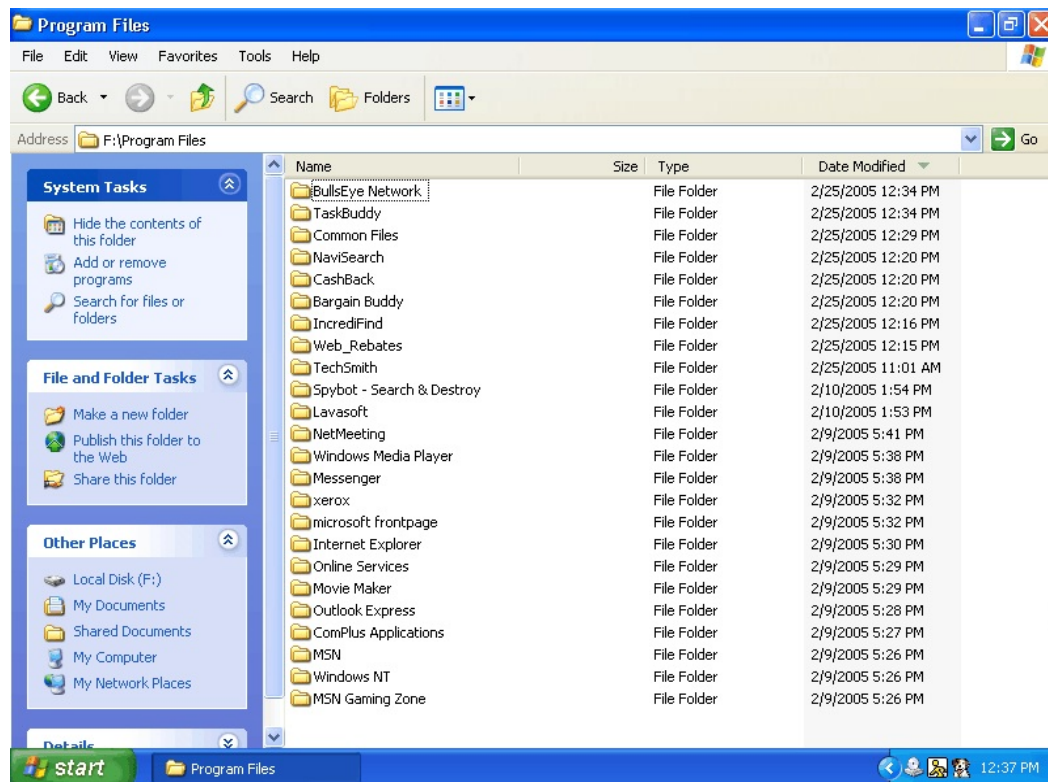 Program Files
File Edit View Favorites Tools Help
Back Search Folders
Address F:\Program Files Go
System Tasks
Hide the contents of
this folder
Add or remove
programs
Search for files or
folders
File and Folder Tasks
Make a new folder
Publish this folder to
the Web
Share this folder
Other Places
Local Disk (F:)
My Documents
Shared Documents
My Computer
My Network Places
Details
Name Size Type Date Modified
BullsEye Network File Folder 2/25/2005 12:34 PM
TaskBuddy File Folder 2/25/2005 12:34 PM
Common Files File Folder 2/25/2005 12:29 PM
NaviSearch File Folder 2/25/2005 12:20 PM
CashBack File Folder 2/25/2005 12:20 PM
Bargain Buddy File Folder 2/25/2005 12:20 PM
IncrediFind File Folder 2/25/2005 12:16 PM
Web_Rebates File Folder 2/25/2005 12:15 PM
TechSmith File Folder 2/25/2005 11:01 AM
Spybot - Search & Destroy File Folder 2/10/2005 1:54 PM
Lavasoft File Folder 2/10/2005 1:53 PM
NetMeeting File Folder 2/9/2005 5:41 PM
Windows Media Player File Folder 2/9/2005 5:38 PM
Messenger File Folder 2/9/2005 5:38 PM
xerox File Folder 2/9/2005 5:32 PM
microsoft frontpage File Folder 2/9/2005 5:32 PM
Internet Explorer File Folder 2/9/2005 5:30 PM
Online Services File Folder 2/9/2005 5:29 PM
Movie Maker File Folder 2/9/2005 5:29 PM
Outlook Express File Folder 2/9/2005 5:28 PM
ComPlus Applications File Folder 2/9/2005 5:27 PM
MSN File Folder 2/9/2005 5:26 PM
Windows NT File Folder 2/9/2005 5:26 PM
MSN Gaming Zone File Folder 2/9/2005 5:26 PM
start Program Files 12:37 PM